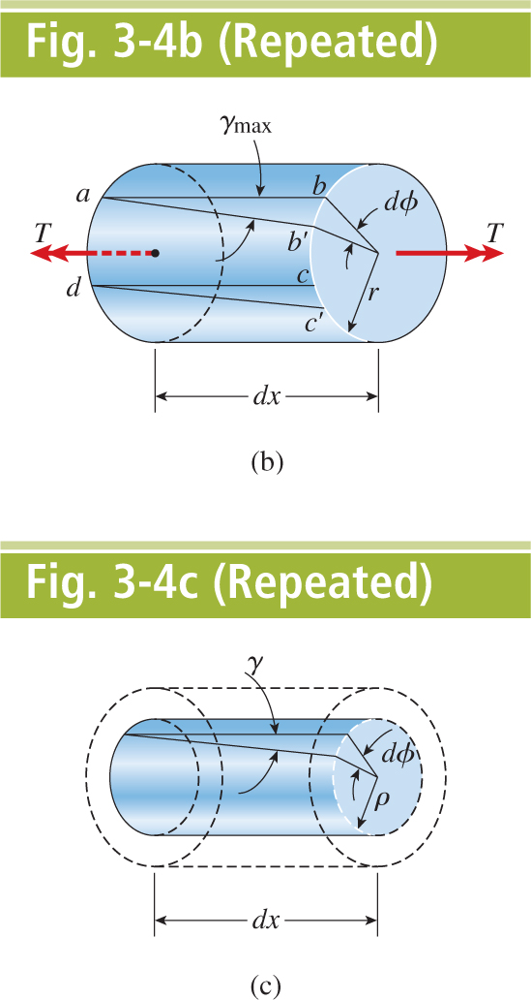 Fig. 3-4b (Repeated)
γmax
a
b
dϕ
T
T
b′
d
c
r
c′
dx
(b)
Fig. 3-4c (Repeated)
γ
dϕ
ρ
dx
(c)